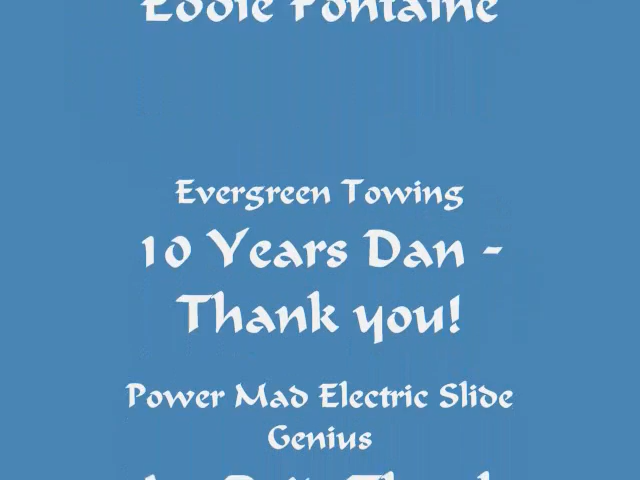 Eddie Fontaine
Evergreen Towing
10 Years Dan -
Thank you!
Power Mad Electric Slide
Genius